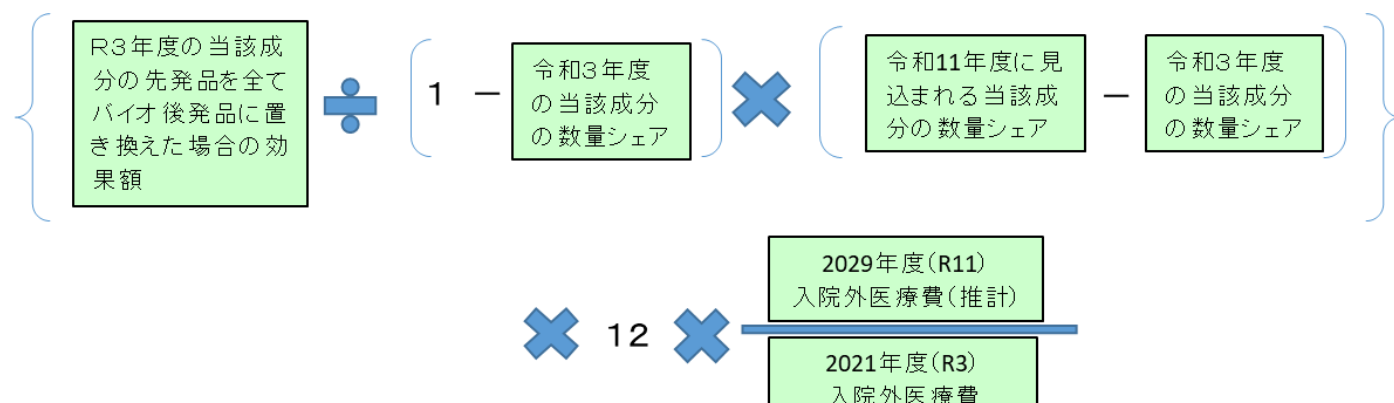 R3年度の当該成
分の先発品を全て
バイオ後発品に置
き換えた場合の効
果額
÷
1 −
令和3年度
の当該成分
の数量シェア
×
令和11年度に見
込まれる当該成
分の数量シェア
−
令和3年度
の当該成分
の数量シェア
× 12 ×
2029年度(R11)
入院外医療費(推計)
2021年度(R3)
入院外医療費